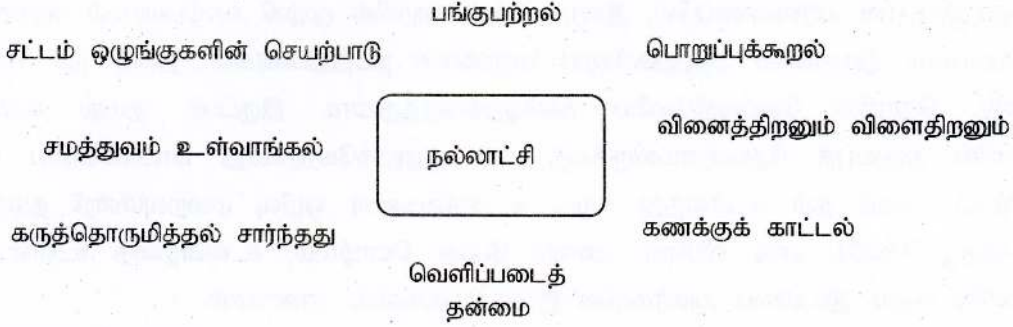 பங்குபற்றல்
சட்டம் ஒழுங்குகளின் செயற்பாடு
பொறுப்புக்கூறல்
சமத்துவம் உள்வாங்கல்
நல்லாட்சி
வினைத்திறனும் விளைதிறனும்
கருத்தொருமித்தல் சார்ந்தது
கணக்குக் காட்டல்
வெளிப்படைத்
தன்மை